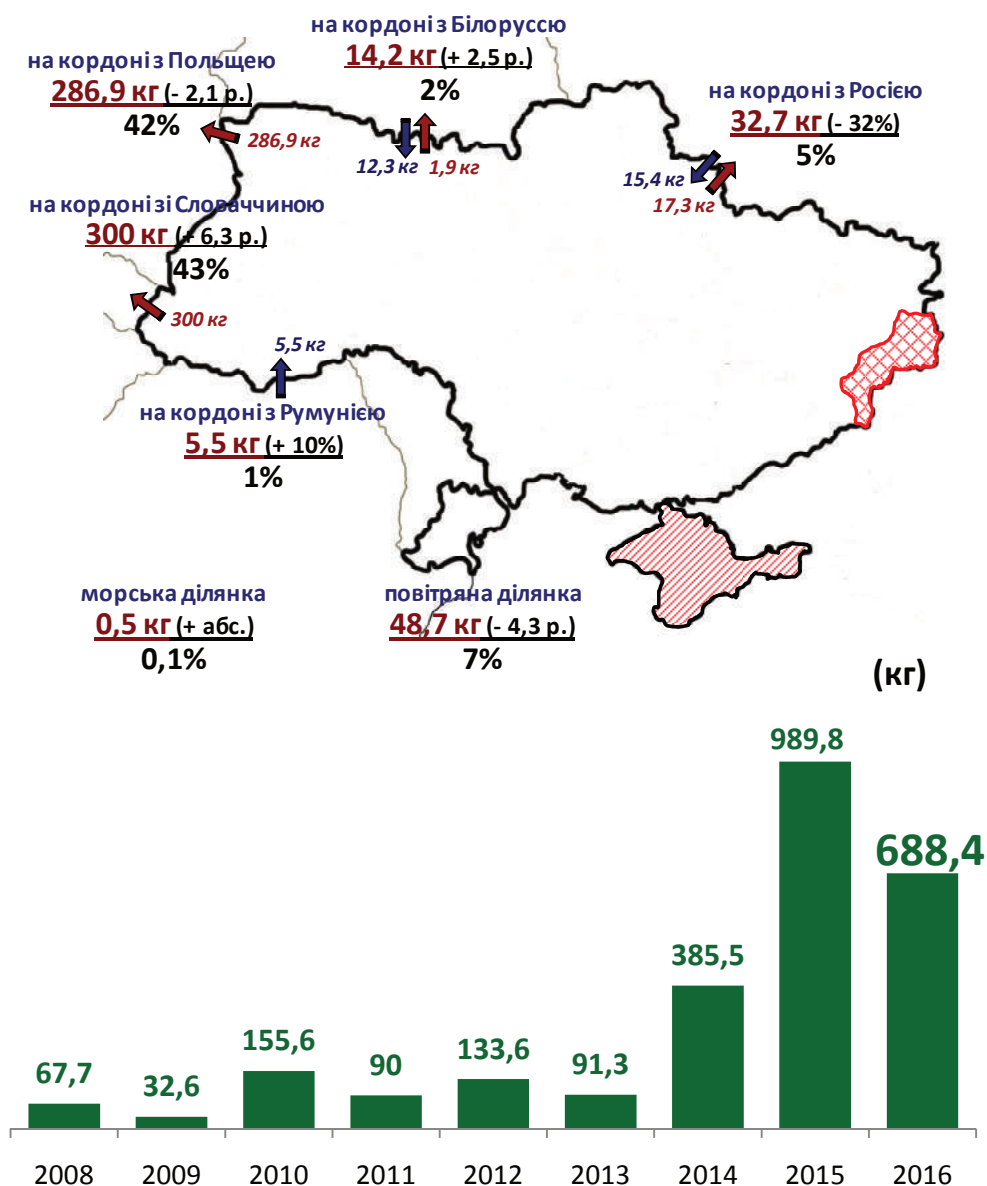 на кордоні з Білоруссю
14,2 кг (+ 2,5 р.)
2%
на кордоні з Польщею
286,9 кг (- 2,1 р.)
42%
286,9 кг
12,3 кг
1,9 кг
на кордоні з Росією
32,7 кг (- 32%)
5%
15,4 кг
17,3 кг
на кордоні зі Словаччиною
300 кг (+ 6,3 р.)
43%
300 кг
5,5 кг
на кордоні з Румунією
5,5 кг (+ 10%)
1%
морська ділянка
0,5 кг (+ абс.)
0,1%
повітряна ділянка
48,7 кг (- 4,3 р.)
7%
(кг)
67,7
32,6
155,6
90
133,6
91,3
385,5
989,8
688,4
2008 2009 2010 2011 2012 2013 2014 2015 2016